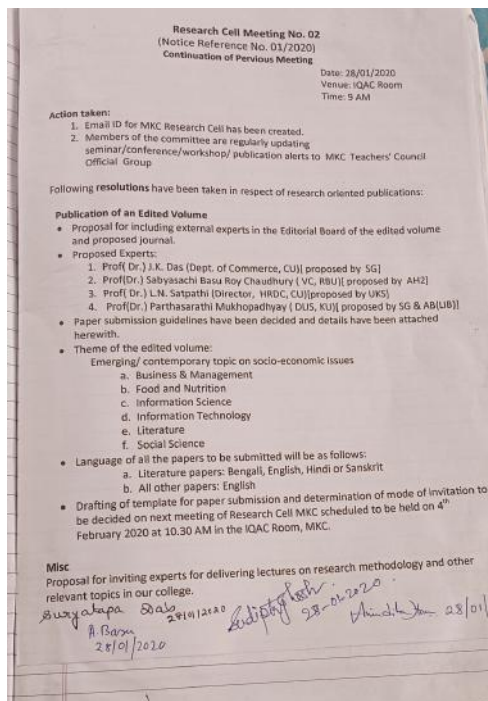 Research Cell Meeting No. 02
(Notice Reference No. 01/2020)
Continuation of Pervious Meeting
Date: 28/01/2020
Venue: IQAC Room
Time: 9 AM
Action taken:
1. Email ID for MKC Research Cell has been created.
2. Members of the committee are regularly updating
seminar/conference/workshop/ publication alerts to MKC Teachers' Council
Official Group
Following resolutions have been taken in respect of research oriented publications:
Publication of an Edited Volume
• Proposal for including external experts in the Editorial Board of the edited volume
and proposed journal.
• Proposed Experts:
1. Prof( Dr.) J.K. Das (Dept. of Commerce, CU)[ proposed by SG]
2. Prof(Dr.) Sabyasachi Basu Roy Chaudhury ( VC, RBU)[ proposed by AH2]
3. Prof( Dr.) L.N. Satpathi (Director, HRDC, CU)[proposed by UKS]
4. Prof(Dr.) Parthasarathi Mukhopadhyay ( DLIS, KU)[ proposed by SG & AB(LIB)]
• Paper submission guidelines have been decided and details have been attached
herewith.
• Theme of the edited volume:
Emerging/ contemporary topic on socio-economic issues
a. Business & Management
b. Food and Nutrition
c. Information Science
d. Information Technology
e. Literature
f. Social Science
• Language of all the papers to be submitted will be as follows:
a. Literature papers: Bengali, English, Hindi or Sanskrit
b. All other papers: English
• Drafting of template for paper submission and determination of mode of invitation to
be decided on next meeting of Research Cell MKC scheduled to be held on 4th
February 2020 at 10.30 AM in the IQAC Room, MKC.
Misc
Proposal for inviting experts for delivering lectures on research methodology and other
relevant topics in our college.
Suryatapa Das 28/01/2020
28-01-2020
28/01/
A. Basu
28/01/2020